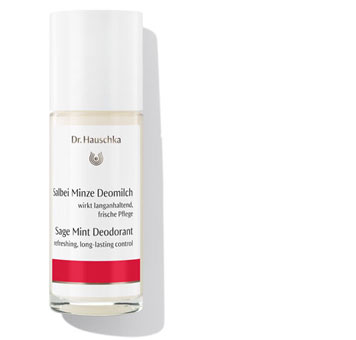 Dr. Hauschka
Salbei Minze Deomilch
wirkt langanhaltend,
frische Pflege
Sage Mint Deodorant
refreshing, long-lasting control